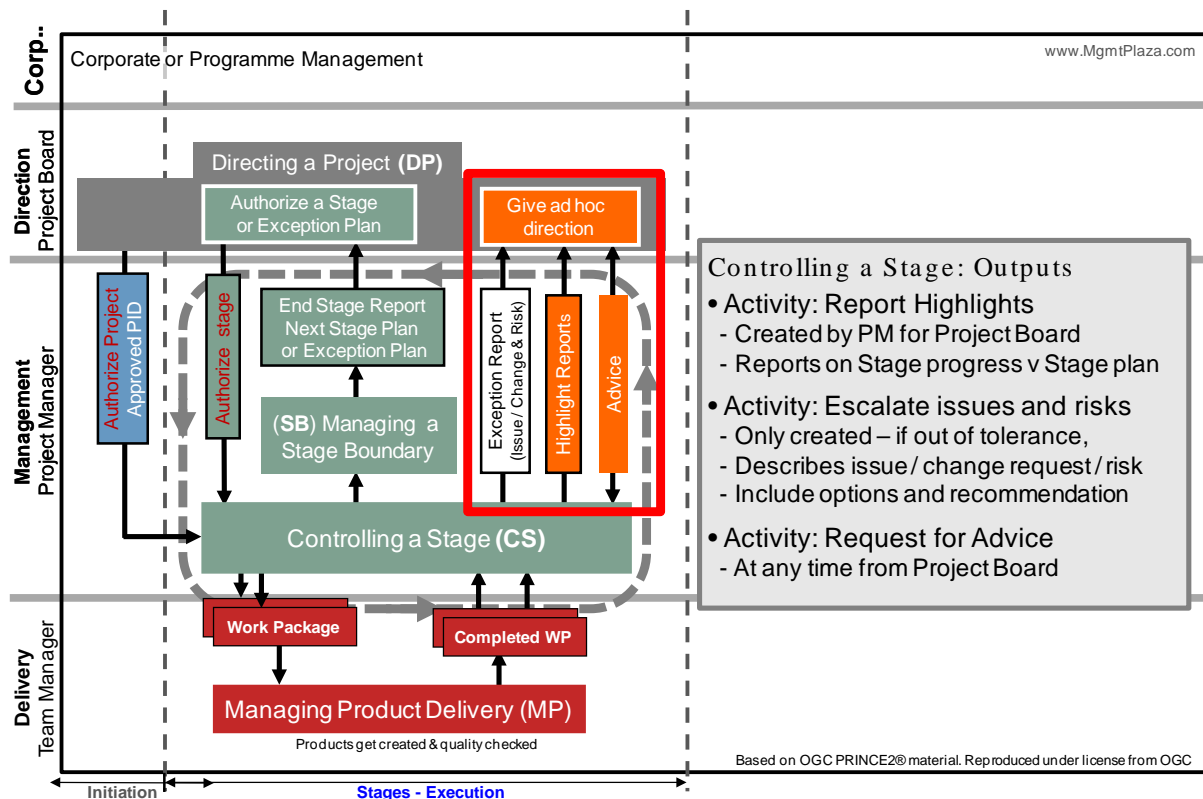 Corp..
Corporate or Programme Management
www.MgmtPlaza.com
Direction
Project Board
Directing a Project (DP)
Authorize a Stage
or Exception Plan
Give ad hoc
direction
Management
Project Manager
Authorize Project
Approved PID
Authorize stage
End Stage Report
Next Stage Plan
or Exception Plan
(SB) Managing a
Stage Boundary
Exception Report
(Issue / Change & Risk)
Highlight Reports
Advice
Controlling a Stage (CS)
Controlling a Stage: Outputs
• Activity: Report Highlights
- Created by PM for Project Board
- Reports on Stage progress v Stage plan
• Activity: Escalate issues and risks
- Only created – if out of tolerance,
- Describes issue / change request / risk
- Include options and recommendation
• Activity: Request for Advice
- At any time from Project Board
Delivery
Team Manager
Work Package
Completed WP
Managing Product Delivery (MP)
Products get created & quality checked
Based on OGC PRINCE2® material. Reproduced under license from OGC
Initiation
Stages - Execution